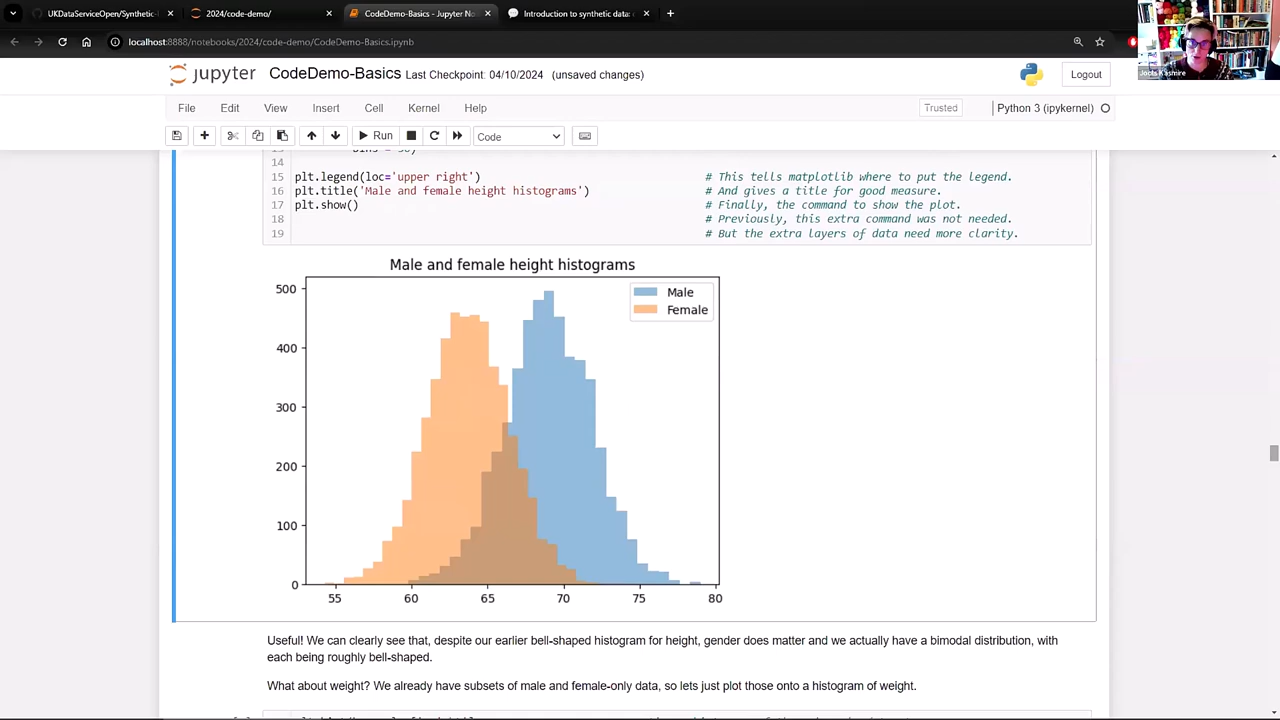 UKDataServiceOpen/Synthetic-
2024/code-demo/
CodeDemo-Basics - Jupyter No
Introduction to synthetic data:
localhost:8888/notebooks/2024/code-demo/CodeDemo-Basics.ipynb
Jools Kasmire
jupyter CodeDemo-Basics Last Checkpoint: 04/10/2024 (unsaved changes)
Logout
File Edit View Insert Cell Kernel Help
Trusted
Python 3 (ipykernel)
Run
Code
14
15 plt.legend(loc='upper right') # This tells matplotlib where to put the legend.
16 plt.title('Male and female height histograms') # And gives a title for good measure.
17 plt.show() # Finally, the command to show the plot.
18 # Previously, this extra command was not needed.
19 # But the extra layers of data need more clarity.
Male and female height histograms
Male
Female
500
400
300
200
100
0
55 60 65 70 75 80
Useful! We can clearly see that, despite our earlier bell-shaped histogram for height, gender does matter and we actually have a bimodal distribution, with
each being roughly bell-shaped.
What about weight? We already have subsets of male and female-only data, so lets just plot those onto a histogram of weight.